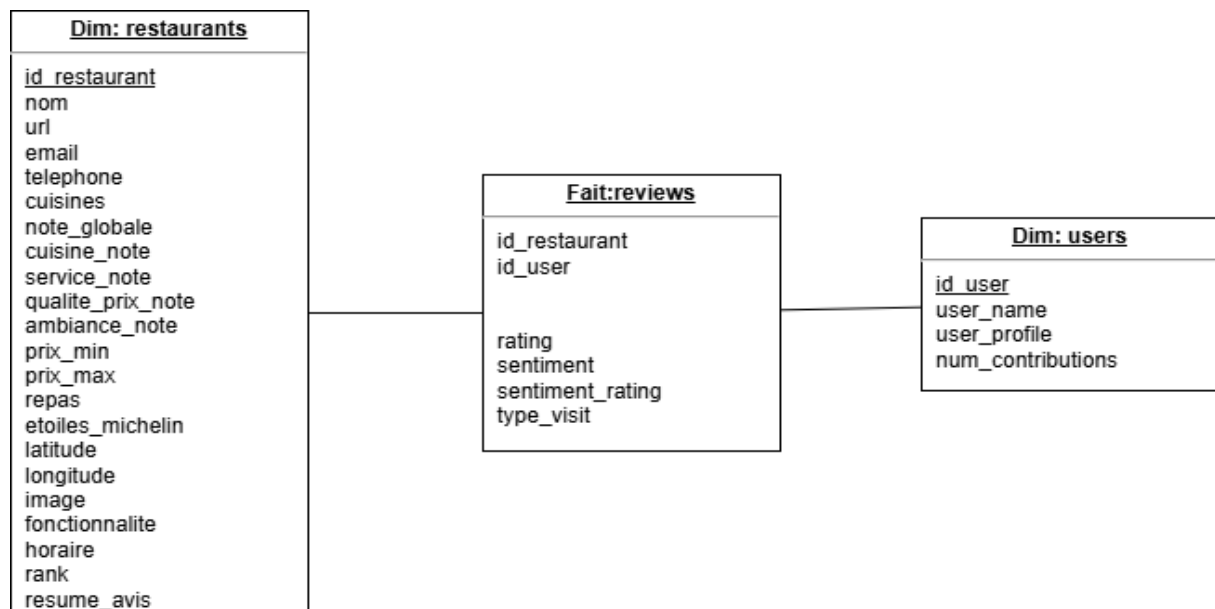 Dim: restaurants
id_restaurant
nom
url
email
telephone
cuisines
note_globale
cuisine_note
service_note
qualite_prix_note
ambiance_note
prix_min
prix_max
repas
etoiles_michelin
latitude
longitude
image
fonctionnalite
horaire
rank
resume_avis
Fait:reviews
id_restaurant
id_user
rating
sentiment
sentiment_rating
type_visit
Dim: users
id_user
user_name
user_profile
num_contributions